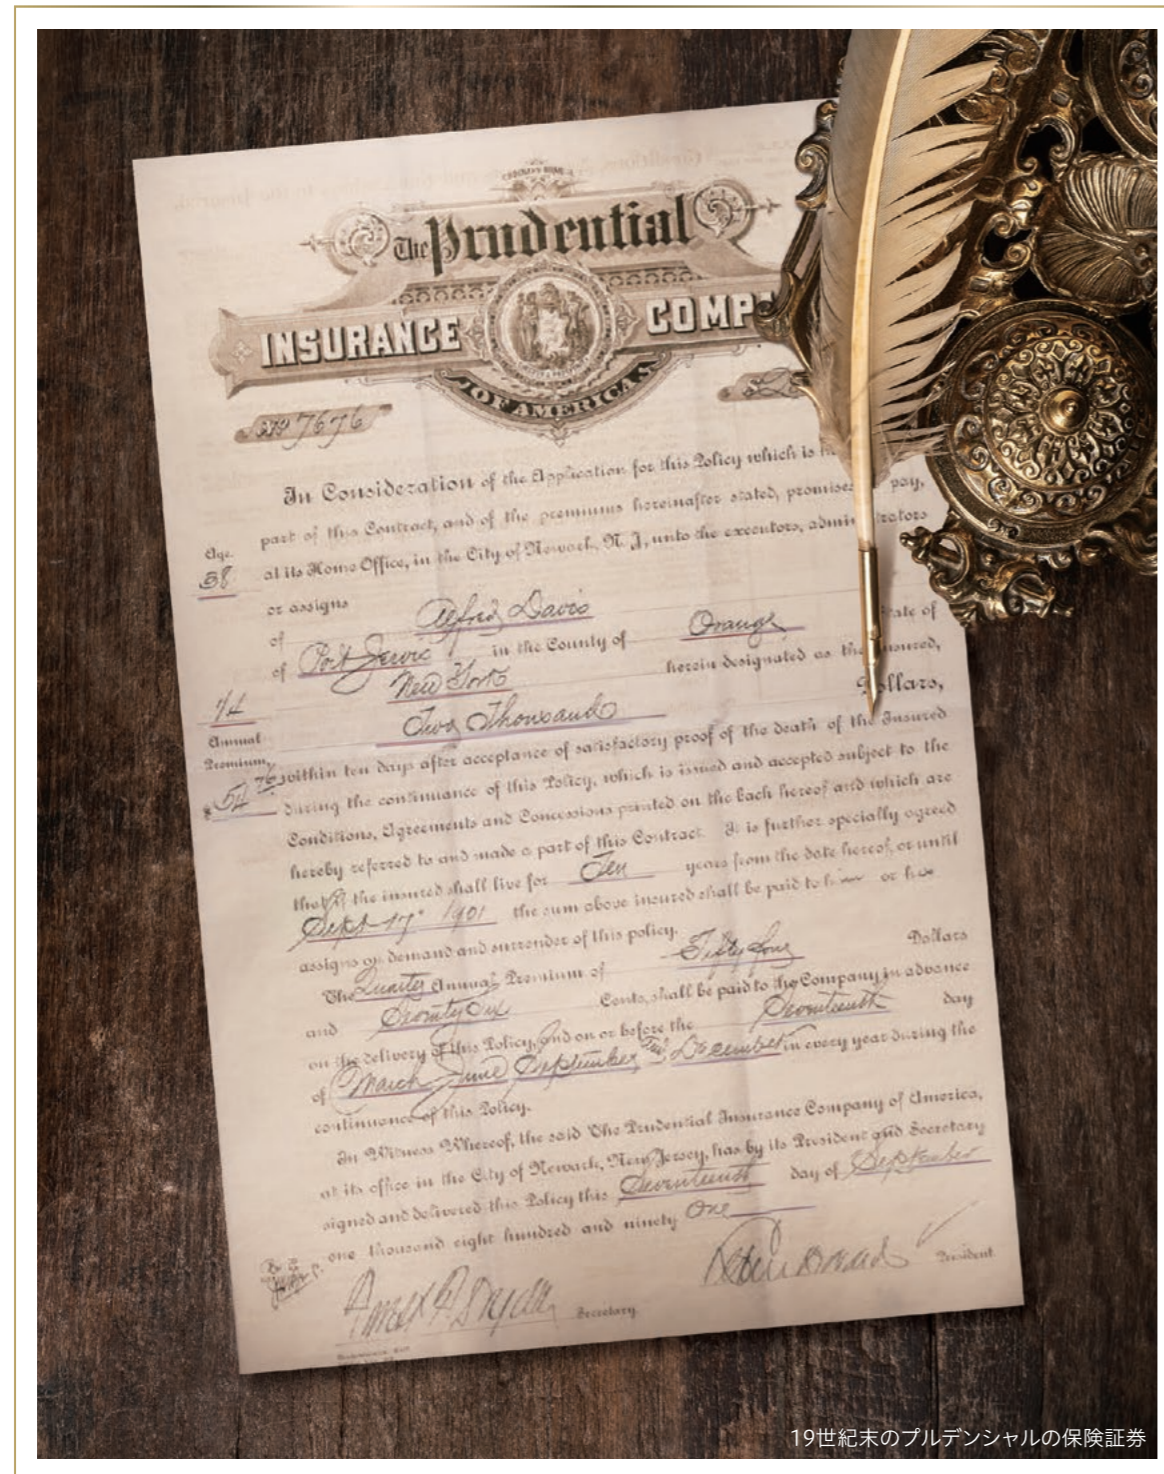 The Prudential
INSURANCE COMP
OF AMERICA
No 7676
In Consideration of the Application for this Policy which is
part of this Contract, and of the premiums hereinafter stated, promises pay,
Age
38
at its Home Office, in the City of Newark, N. J., unto the executors, admin trators
or assigns
of Alfred Davis
of Port Jervis in the County of Orange ate of
New York herein designated as the Insured,
Two Thousand Dollars,
1/4
Annual
Premium,
$54 76
within ten days after acceptance of satisfactory proof of the death of the Insured
during the continuance of this Policy, which is issued and accepted subject to the
Conditions, Agreements and Concessions printed on the back hereof and which are
hereby referred to and made a part of this Contract. It is further specially agreed
that if the insured shall live for Ten years from the date hereof, or until
Sept 17 1901 the sum above insured shall be paid to or
assigns on demand and surrender of this policy.
The Quarter Annual Premium of Fifty four Dollars
and Seventy Six Cents, shall be paid to the Company in advance
on the delivery of this Policy, and on or before the Seventeenth day
of March June September and December in every year during the
continuance of this Policy.
In Witness Whereof, the said The Prudential Insurance Company of America,
at its office in the City of Newark, New Jersey, has by its President and Secretary
signed and delivered this Policy this Seventeenth day of September
one thousand eight hundred and ninety One
President
Secretary
19世紀末のプルデンシャルの保険証券